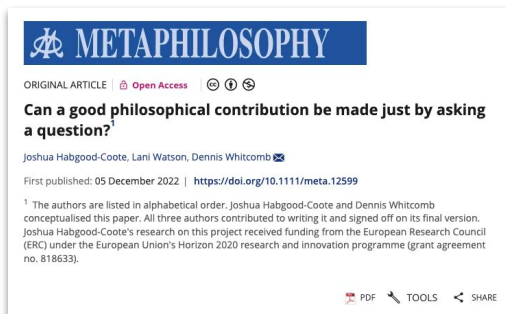 METAPHILOSOPHY
ORIGINAL ARTICLE Open Access
Can a good philosophical contribution be made just by asking
a question?1
Joshua Habgood-Coote, Lani Watson, Dennis Whitcomb
First published: 05 December 2022 | https://doi.org/10.1111/meta.12599
1 The authors are listed in alphabetical order. Joshua Habgood-Coote and Dennis Whitcomb
conceptualised this paper. All three authors contributed to writing it and signed off on its final version.
Joshua Habgood-Coote's research on this project received funding from the European Research Council
(ERC) under the European Union's Horizon 2020 research and innovation programme (grant agreement
no. 818633).
PDF TOOLS SHARE